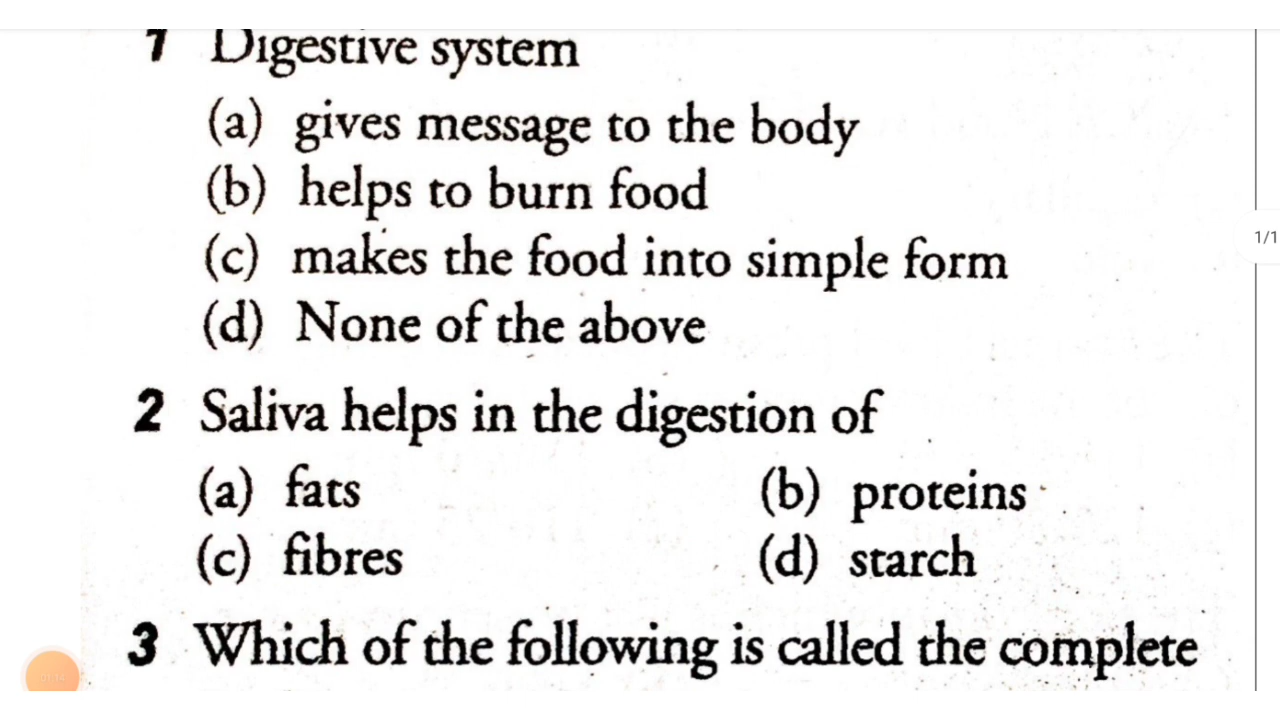 1 Digestive system
(a) gives message to the body
(b) helps to burn food
(c) makes the food into simple form
(d) None of the above
2 Saliva helps in the digestion of
(a) fats (b) proteins
(c) fibres (d) starch
3 Which of the following is called the complete
1/1
01:14